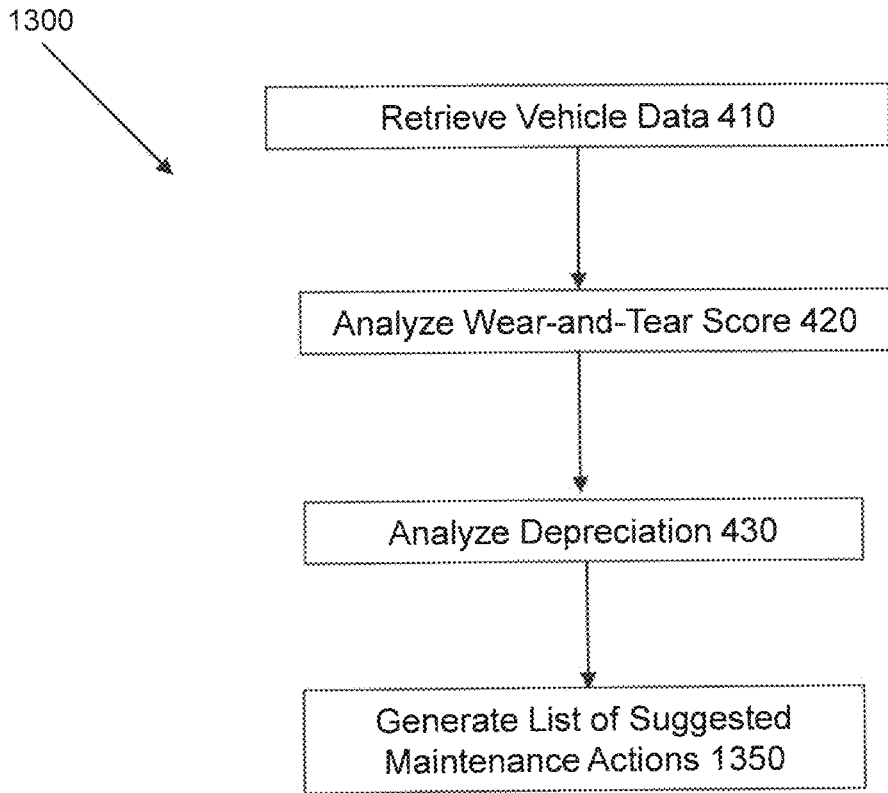 1300
Retrieve Vehicle Data 410
Analyze Wear-and-Tear Score 420
Analyze Depreciation 430
Generate List of Suggested
Maintenance Actions 1350